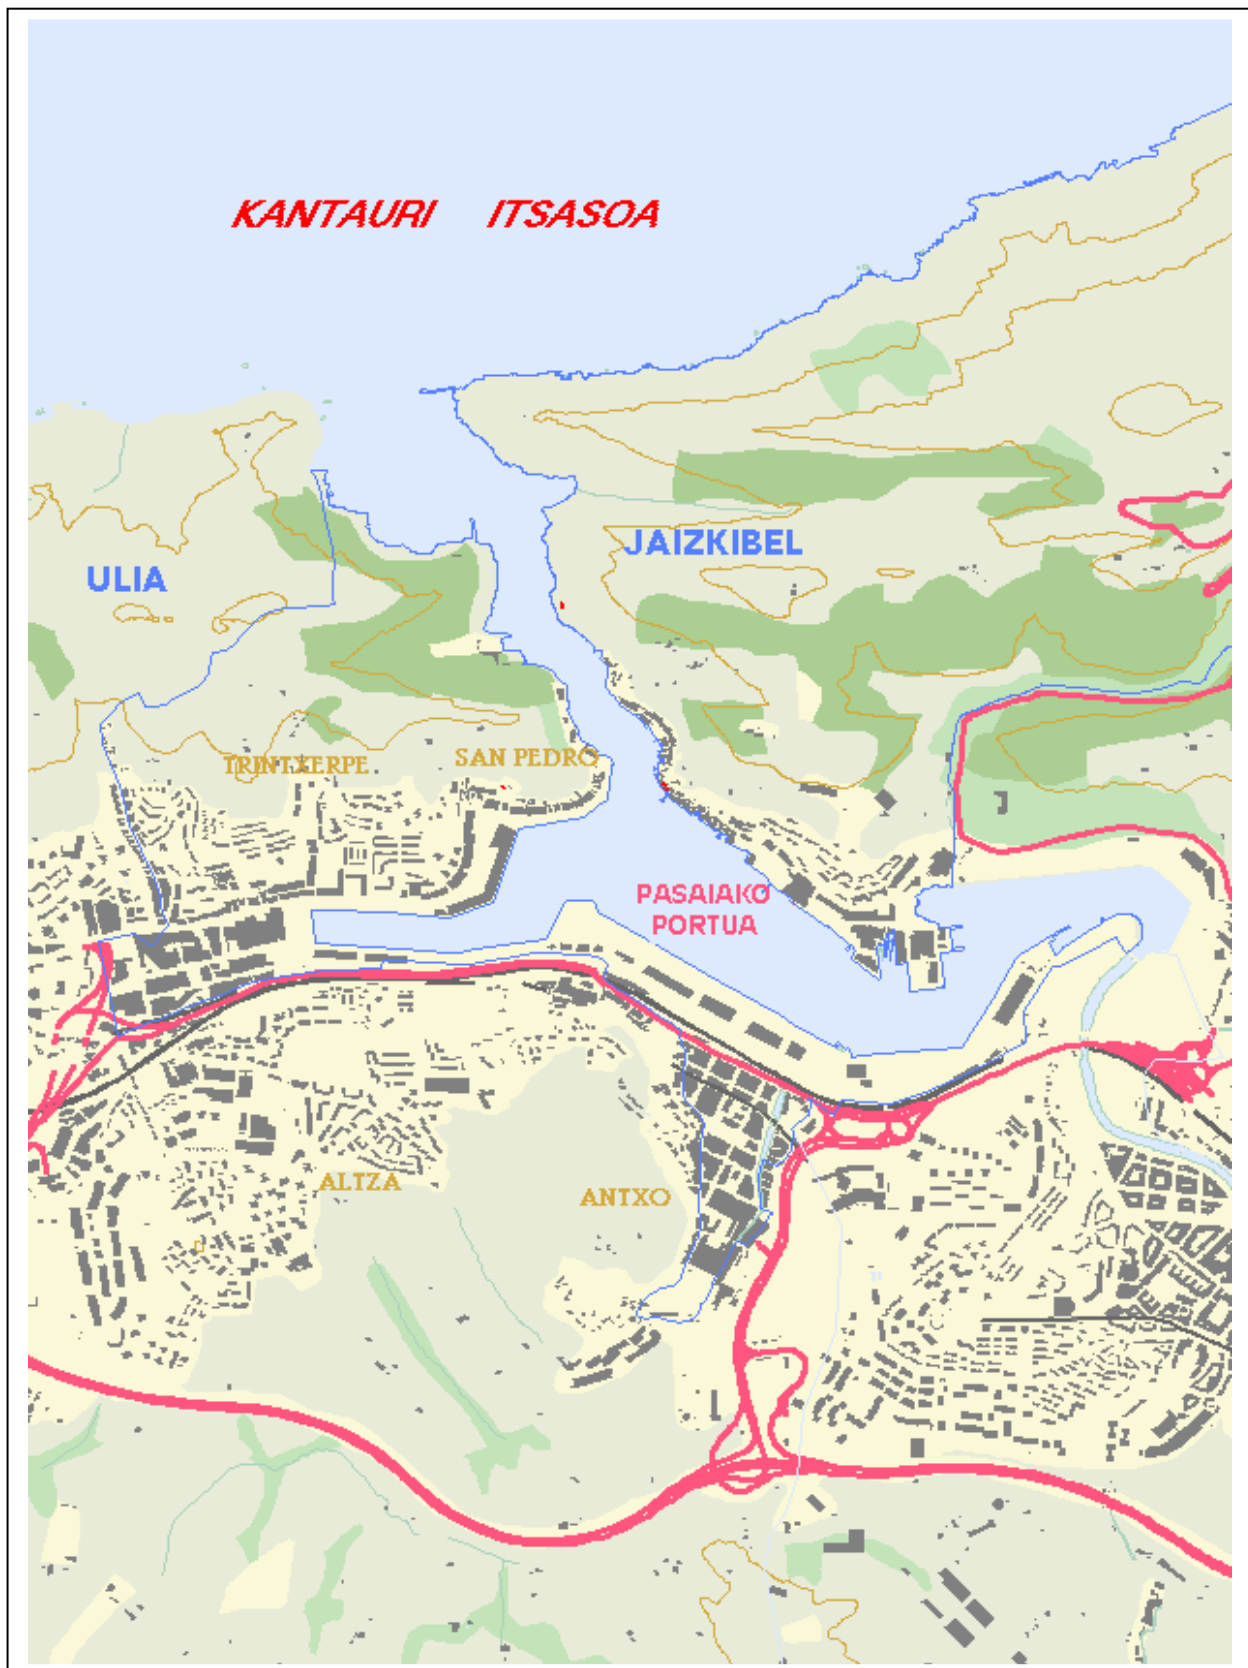 KANTAURI ITSASOA
JAIZKIBEL
ULIA
TRINTXERPE
SAN PEDRO
PASAIAKO
PORTUA
ALTZA
ANTXO